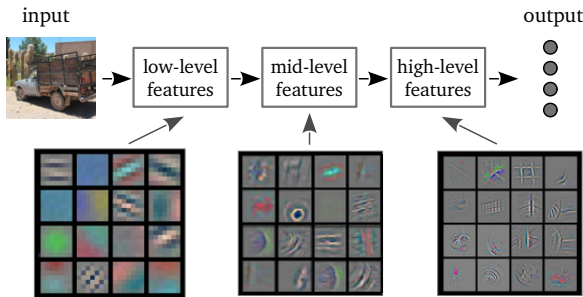 input
output
low-level
features
mid-level
features
high-level
features